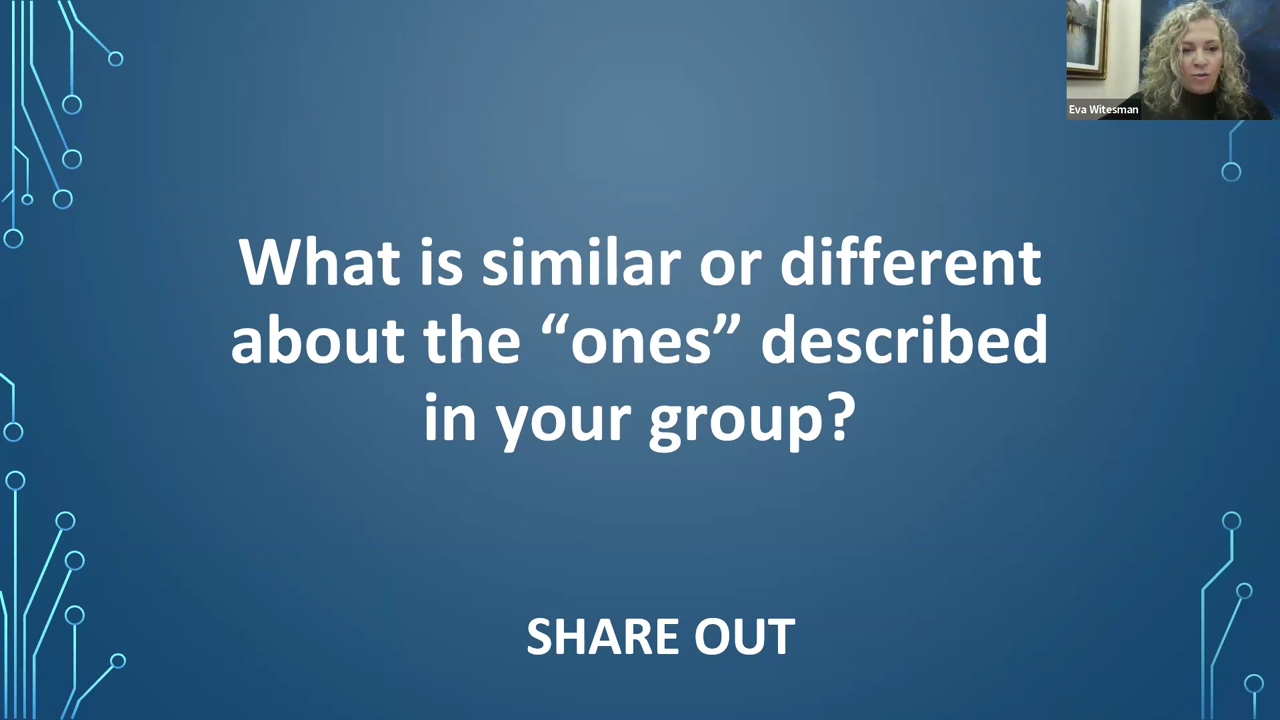 Eva Witesman
What is similar or different
about the “ones” described
in your group?
SHARE OUT